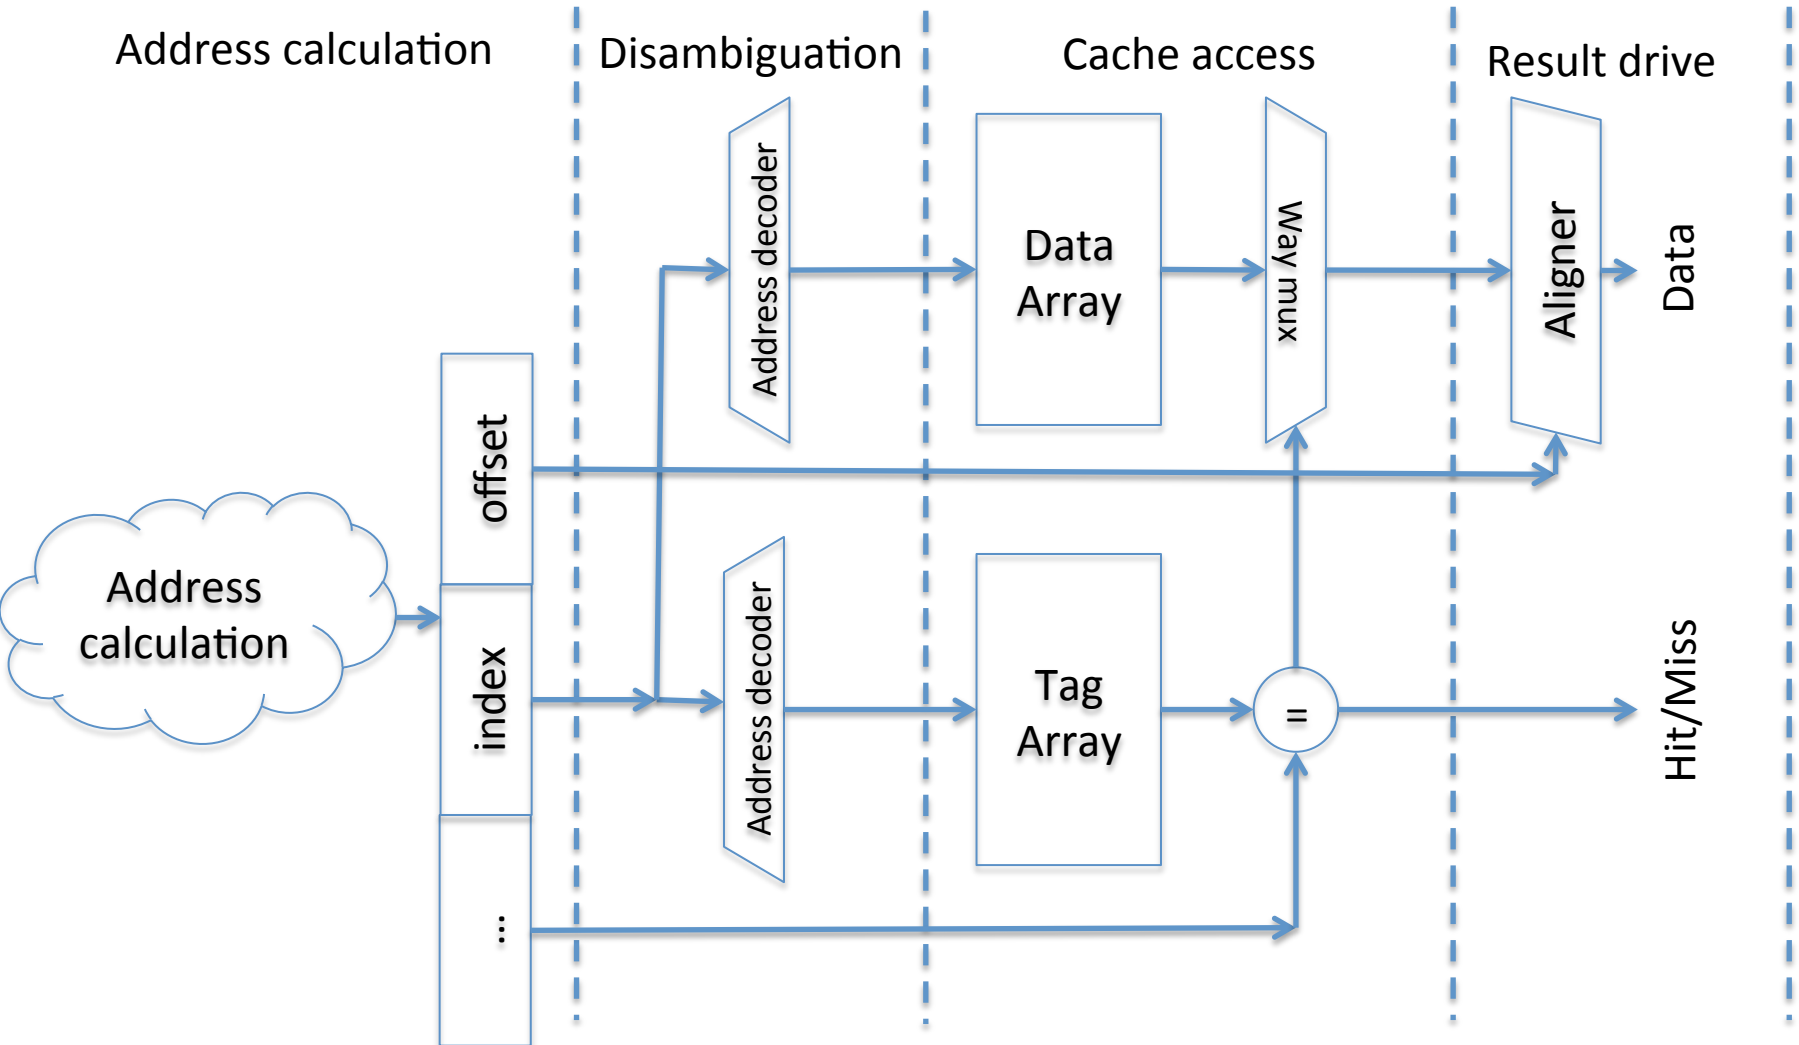 Address calculation
Disambiguation
Cache access
Result drive
Address decoder
Data
Array
Way mux
Aligner
Data
offset
Address
calculation
index
...
Address decoder
Tag
Array
=
Hit/Miss